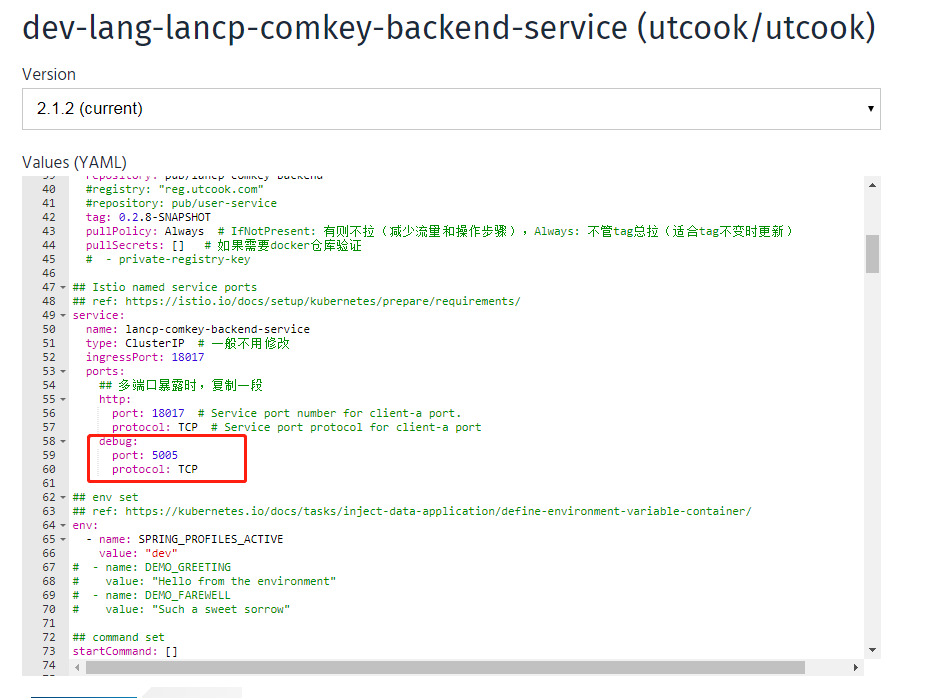 dev-lang-lancp-comkey-backend-service (utcook/utcook)
Version
2.1.2 (current)
Values (YAML)
39 repository: pub/lancp-comkey-backend
40 #registry: "reg.utcook.com"
41 #repository: pub/user-service
42 tag: 0.2.8-SNAPSHOT
43 pullPolicy: Always # IfNotPresent: 有则不拉（减少流量和操作步骤），Always: 不管tag总拉（适合tag不变时更新）
44 pullSecrets: [] # 如果需要docker仓库验证
45 # - private-registry-key
46
47 ## Istio named service ports
48 ## ref: https://istio.io/docs/setup/kubernetes/prepare/requirements/
49 service:
50 name: lancp-comkey-backend-service
51 type: ClusterIP # 一般不用修改
52 ingressPort: 18017
53 ports:
54 ## 多端口暴露时，复制一段
55 http:
56 port: 18017 # Service port number for client-a port.
57 protocol: TCP # Service port protocol for client-a port
58 debug:
59 port: 5005
60 protocol: TCP
61
62 ## env set
63 ## ref: https://kubernetes.io/docs/tasks/inject-data-application/define-environment-variable-container/
64 env:
65 - name: SPRING_PROFILES_ACTIVE
66 value: "dev"
67 # - name: DEMO_GREETING
68 # value: "Hello from the environment"
69 # - name: DEMO_FAREWELL
70 # value: "Such a sweet sorrow"
71
72 ## command set
73 startCommand: []
74